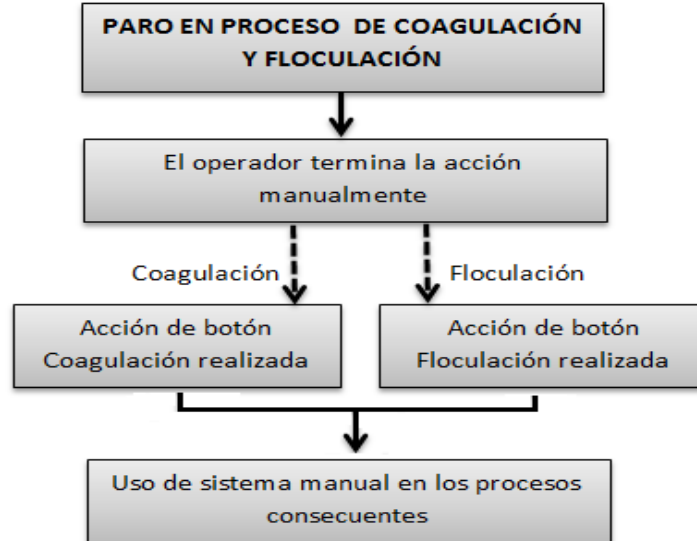 PARO EN PROCESO DE COAGULACIÓN
Y FLOCULACIÓN
El operador termina la acción
manualmente
Coagulación
Floculación
Acción de botón
Coagulación realizada
Acción de botón
Floculación realizada
Uso de sistema manual en los procesos
consecuentes